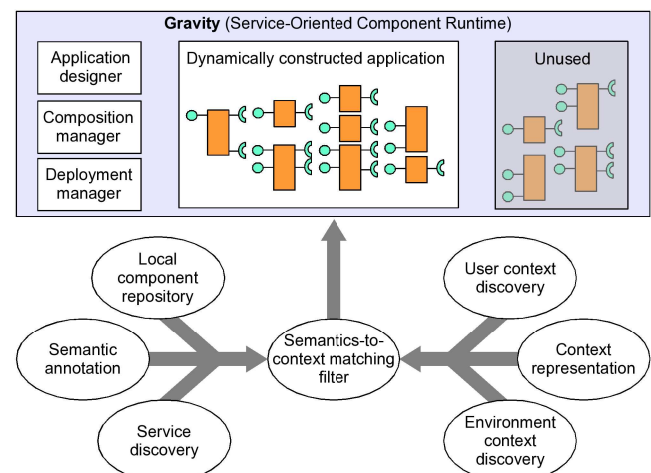 Gravity (Service-Oriented Component Runtime)
Application
designer
Composition
manager
Deployment
manager
Dynamically constructed application
Unused
Local
component
repository
Semantic
annotation
Service
discovery
Semantics-to-
context matching
filter
User context
discovery
Context
representation
Environment
context
discovery